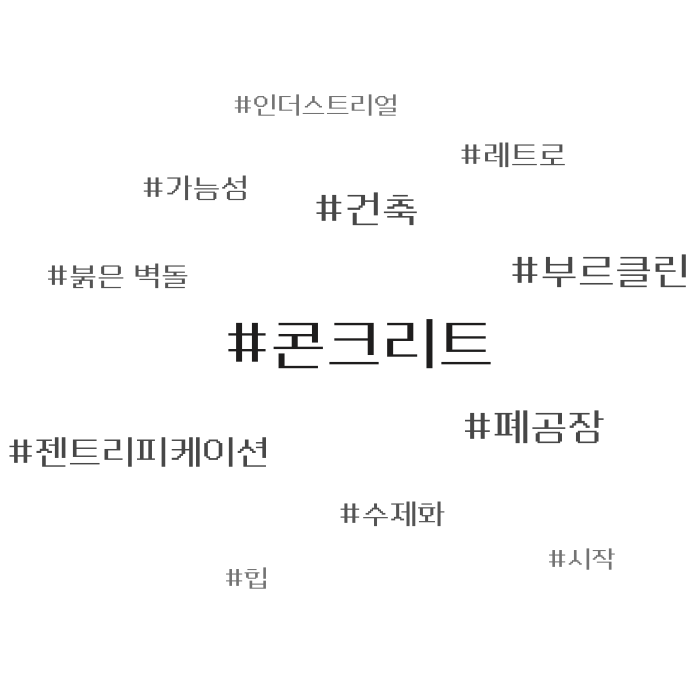 #인더스트리얼
#레트로
#가능성
#건축
#부르클린
#붉은 벽돌
#콘크리트
#폐공장
#젠트리피케이션
#수제화
#시작
#힙